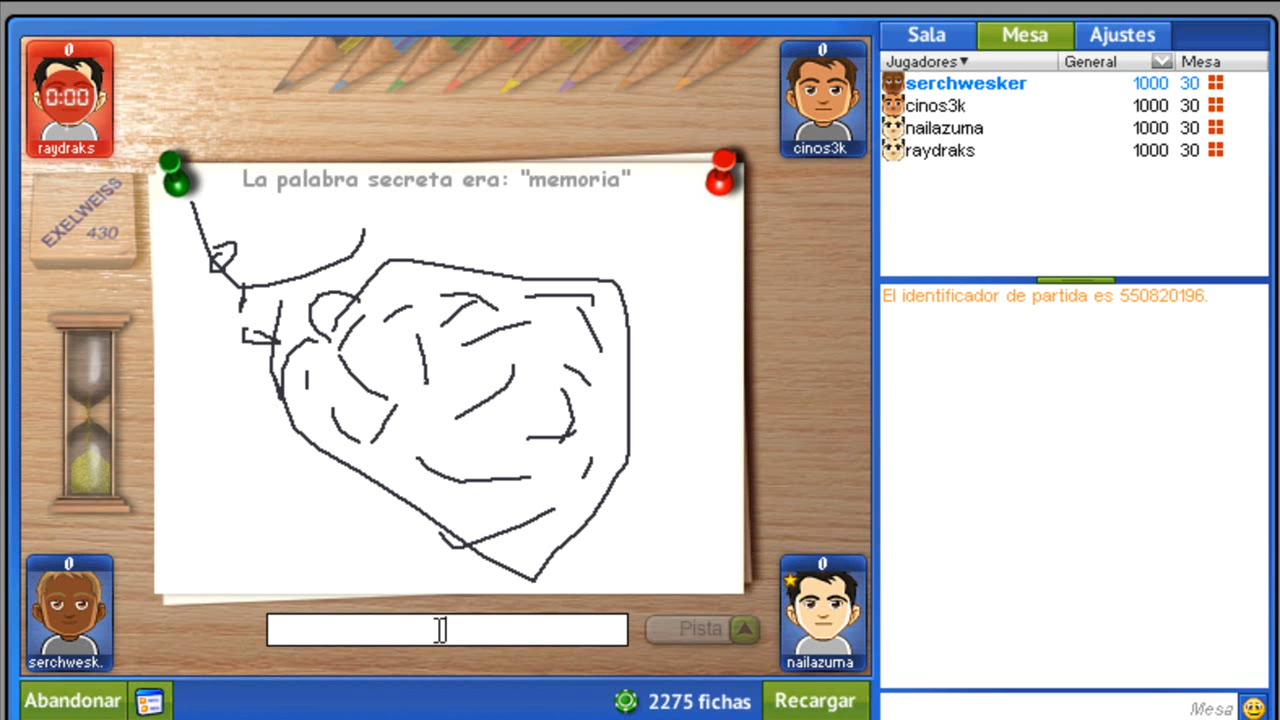 0
0:00
raydraks
0
cinos3k
EXELWEISS
430
La palabra secreta era: "memoria"
0
serchwesk.
0
nailazuma
Pista
Abandonar
2275 fichas
Recargar
Sala Mesa Ajustes
Jugadores General Mesa
serchwesker 1000 30
cinos3k 1000 30
nailazuma 1000 30
raydraks 1000 30
El identificador de partida es 550820196.
Mesa